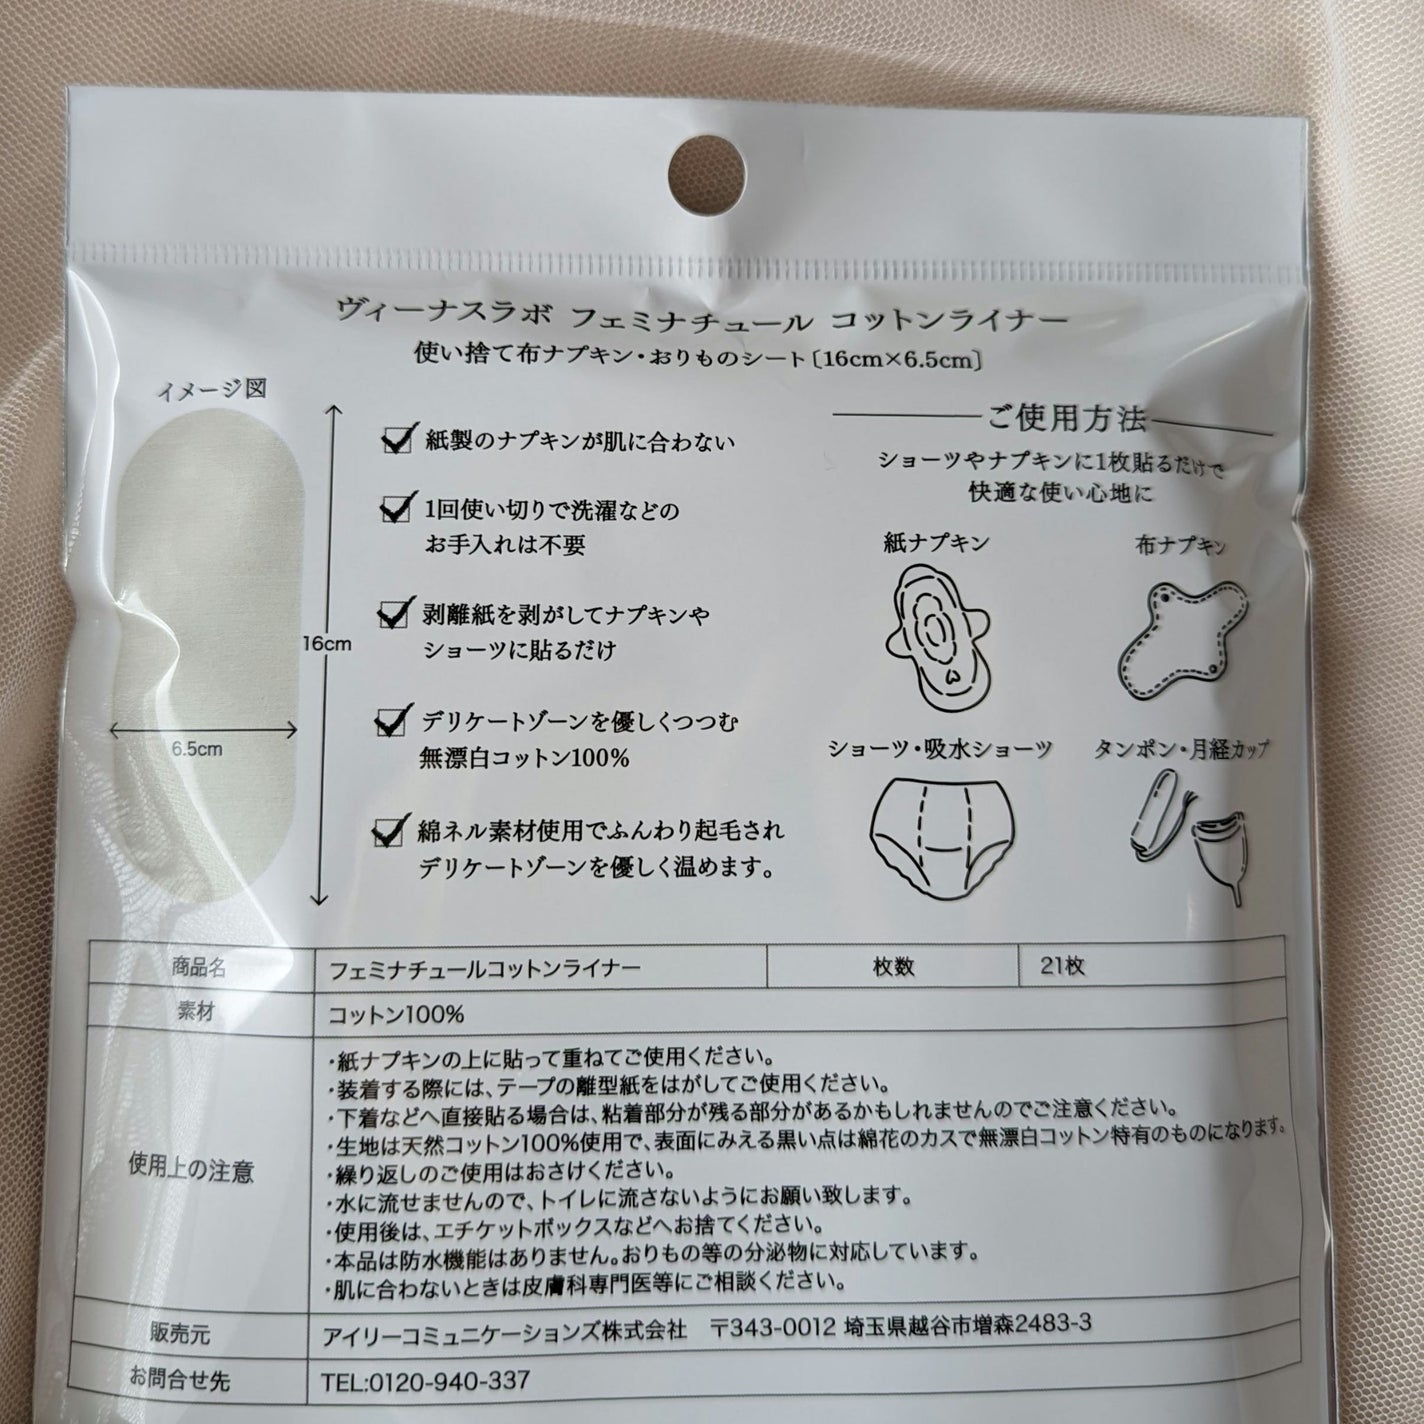 ヴィーナスラボ フェミナチュール コットンライナー
使い捨て布ナプキン・おりものシート〔16cm×6.5cm〕
イメージ図
16cm
6.5cm
紙製のナプキンが肌に合わない
1回使い切りで洗濯などの
お手入れは不要
剥離紙を剥がしてナプキンや
ショーツに貼るだけ
デリケートゾーンを優しくつつむ
無漂白コットン100%
綿ネル素材使用でふんわり起毛され
デリケートゾーンを優しく温めます。
ご使用方法
ショーツやナプキンに1枚貼るだけで
快適な使い心地に
紙ナプキン
布ナプキン
ショーツ・吸水ショーツ
タンポン・月経カップ
商品名 フェミナチュールコットンライナー 枚数 21枚
素材 コットン100%
使用上の注意
・紙ナプキンの上に貼って重ねてご使用ください。
・装着する際には、テープの離型紙をはがしてご使用ください。
・下着などへ直接貼る場合は、粘着部分が残る部分があるかもしれませんのでご注意ください。
・生地は天然コットン100%使用で、表面にみえる黒い点は綿花のカスで無漂白コットン特有のものになります。
・繰り返しのご使用はおさけください。
・水に流せませんので、トイレに流さないようにお願い致します。
・使用後は、エチケットボックスなどへお捨てください。
・本品は防水機能はありません。おりもの等の分泌物に対応しています。
・肌に合わないときは皮膚科専門医等にご相談ください。
販売元 アイリーコミュニケーションズ株式会社 〒343-0012 埼玉県越谷市増森2483-3
お問合せ先 TEL:0120-940-337